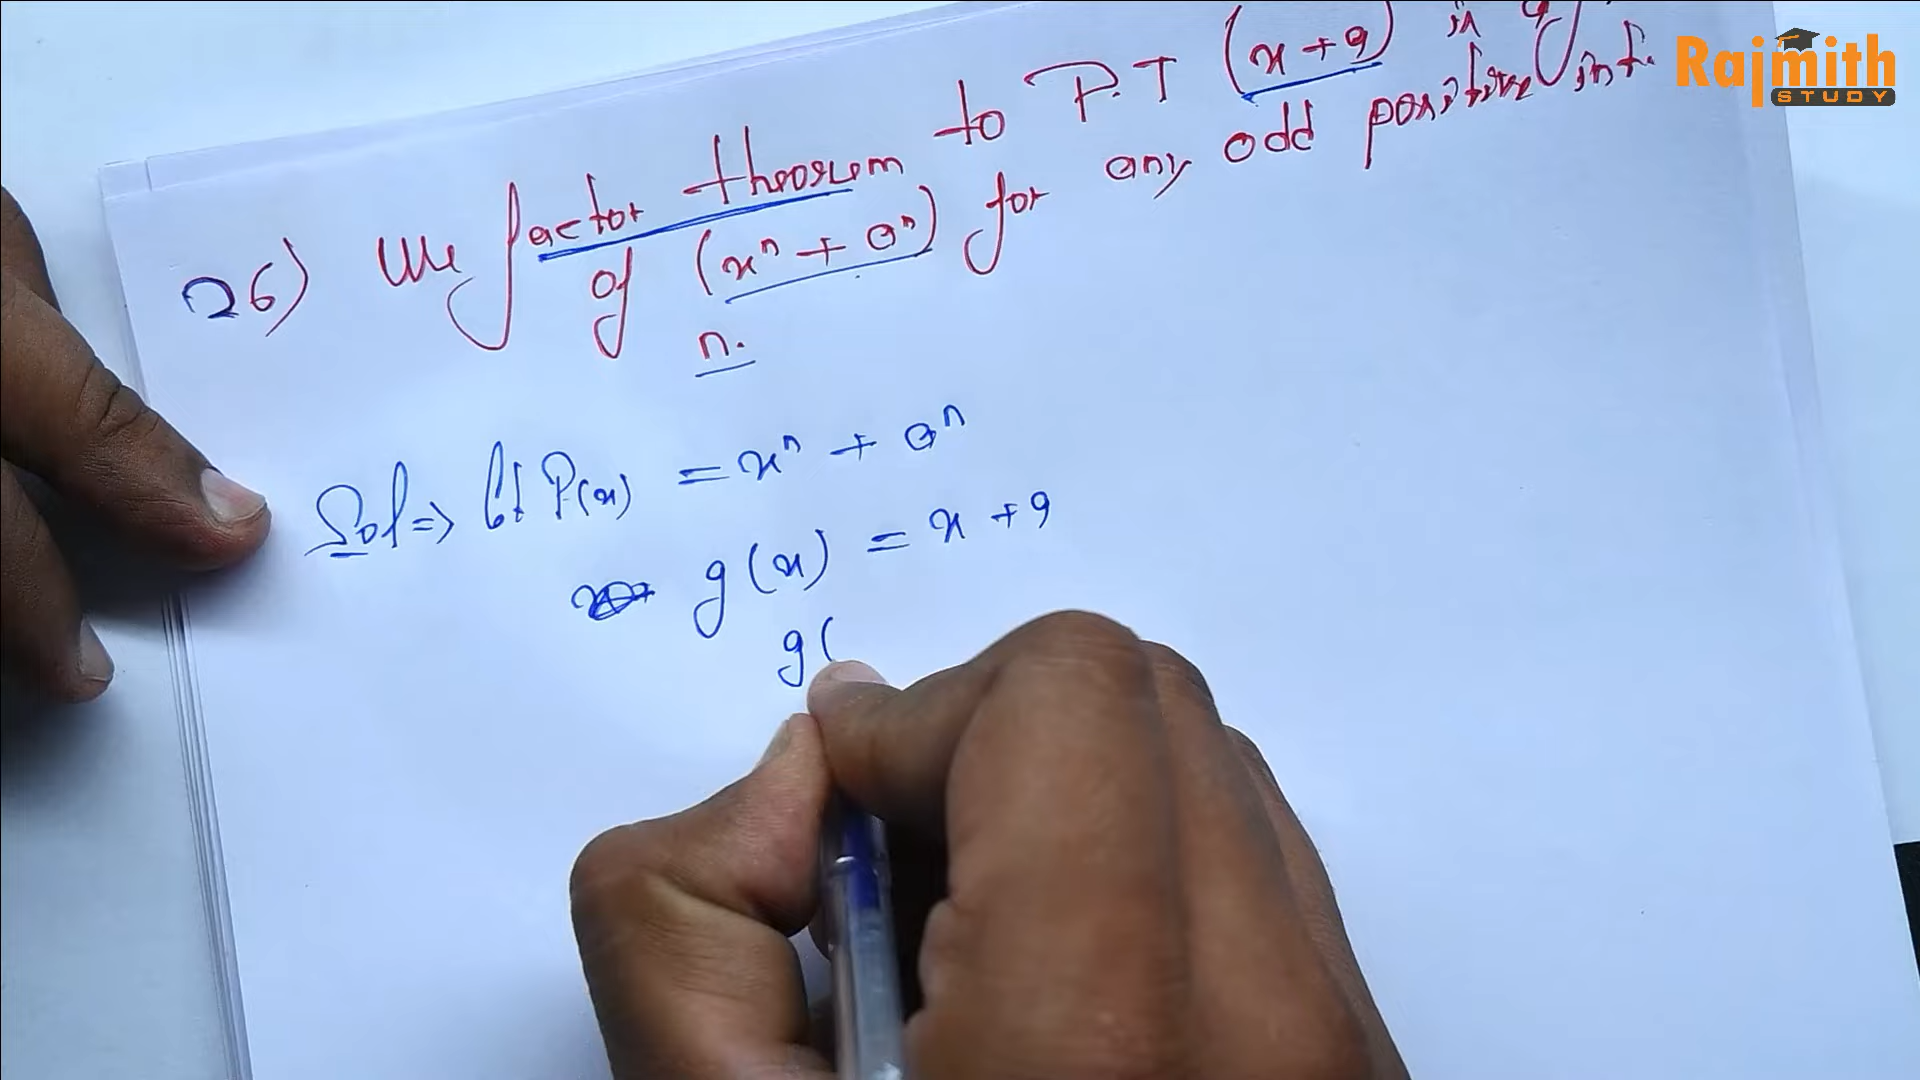 26) Use factor theorem to P.T (x+a) is
of (xⁿ + aⁿ) for any odd positive int.
n.
Sol⇒ let P(x) = xⁿ + aⁿ
g(x) = x + a
g(
Rajmith
STUDY